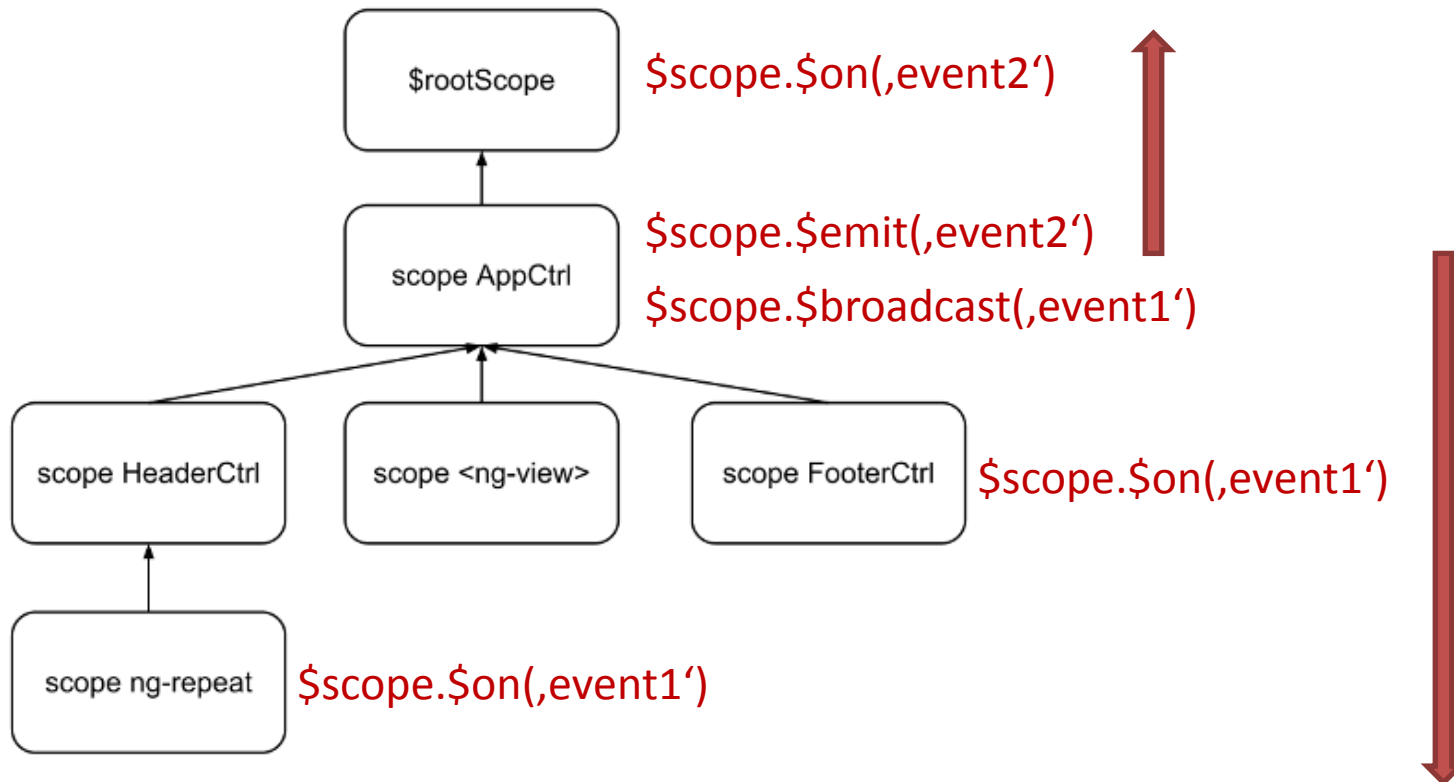 $rootScope
$scope.$on(‚event2‘)
scope AppCtrl
$scope.$emit(‚event2‘)
$scope.$broadcast(‚event1‘)
scope HeaderCtrl
scope <ng-view>
scope FooterCtrl
$scope.$on(‚event1‘)
scope ng-repeat
$scope.$on(‚event1‘)